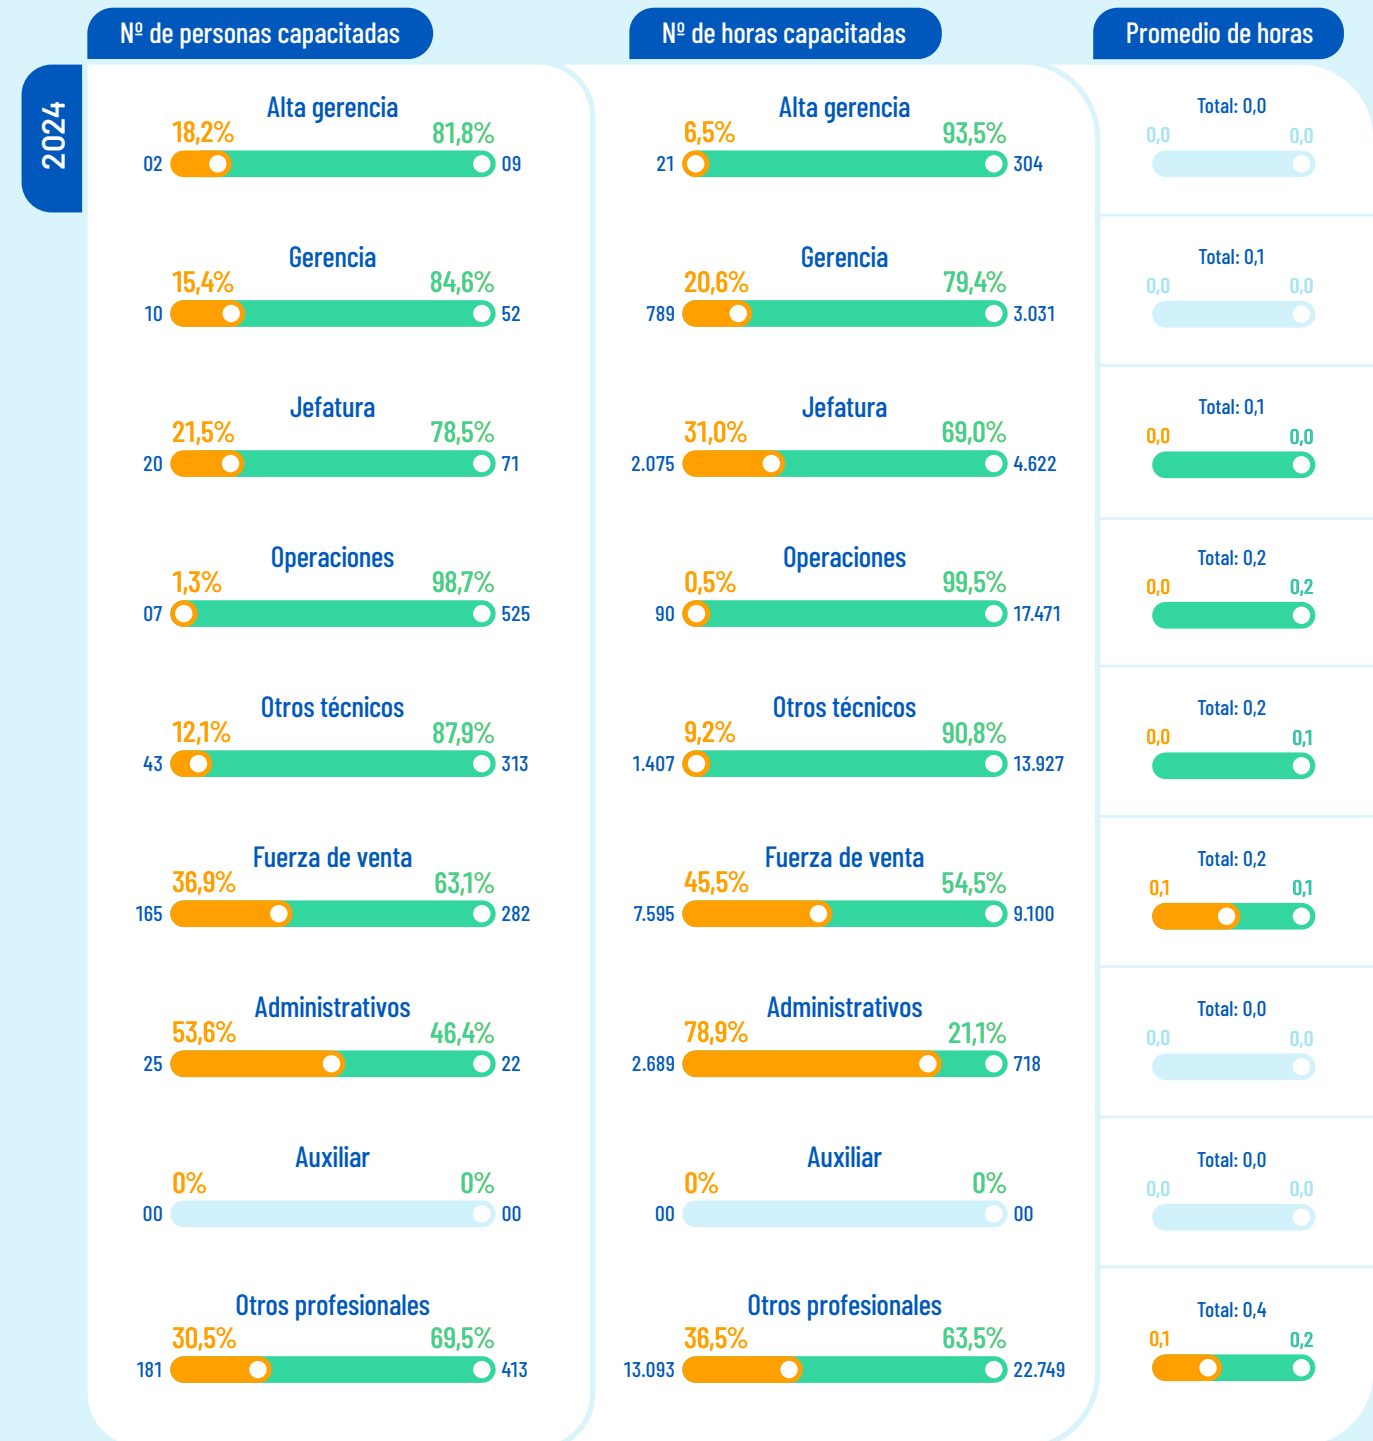 Nº de personas capacitadas
Nº de horas capacitadas
Promedio de horas
2024
Alta gerencia
18,2% 81,8%
02 09
Alta gerencia
6,5% 93,5%
21 304
Total: 0,0
0,0 0,0
Gerencia
15,4% 84,6%
10 52
Gerencia
20,6% 79,4%
789 3.031
Total: 0,1
0,0 0,0
Jefatura
21,5% 78,5%
20 71
Jefatura
31,0% 69,0%
2.075 4.622
Total: 0,1
0,0 0,0
Operaciones
1,3% 98,7%
07 525
Operaciones
0,5% 99,5%
90 17.471
Total: 0,2
0,0 0,2
Otros técnicos
12,1% 87,9%
43 313
Otros técnicos
9,2% 90,8%
1.407 13.927
Total: 0,2
0,0 0,1
Fuerza de venta
36,9% 63,1%
165 282
Fuerza de venta
45,5% 54,5%
7.595 9.100
Total: 0,2
0,1 0,1
Administrativos
53,6% 46,4%
25 22
Administrativos
78,9% 21,1%
2.689 718
Total: 0,0
0,0 0,0
Auxiliar
0% 0%
00 00
Auxiliar
0% 0%
00 00
Total: 0,0
0,0 0,0
Otros profesionales
30,5% 69,5%
181 413
Otros profesionales
36,5% 63,5%
13.093 22.749
Total: 0,4
0,1 0,2